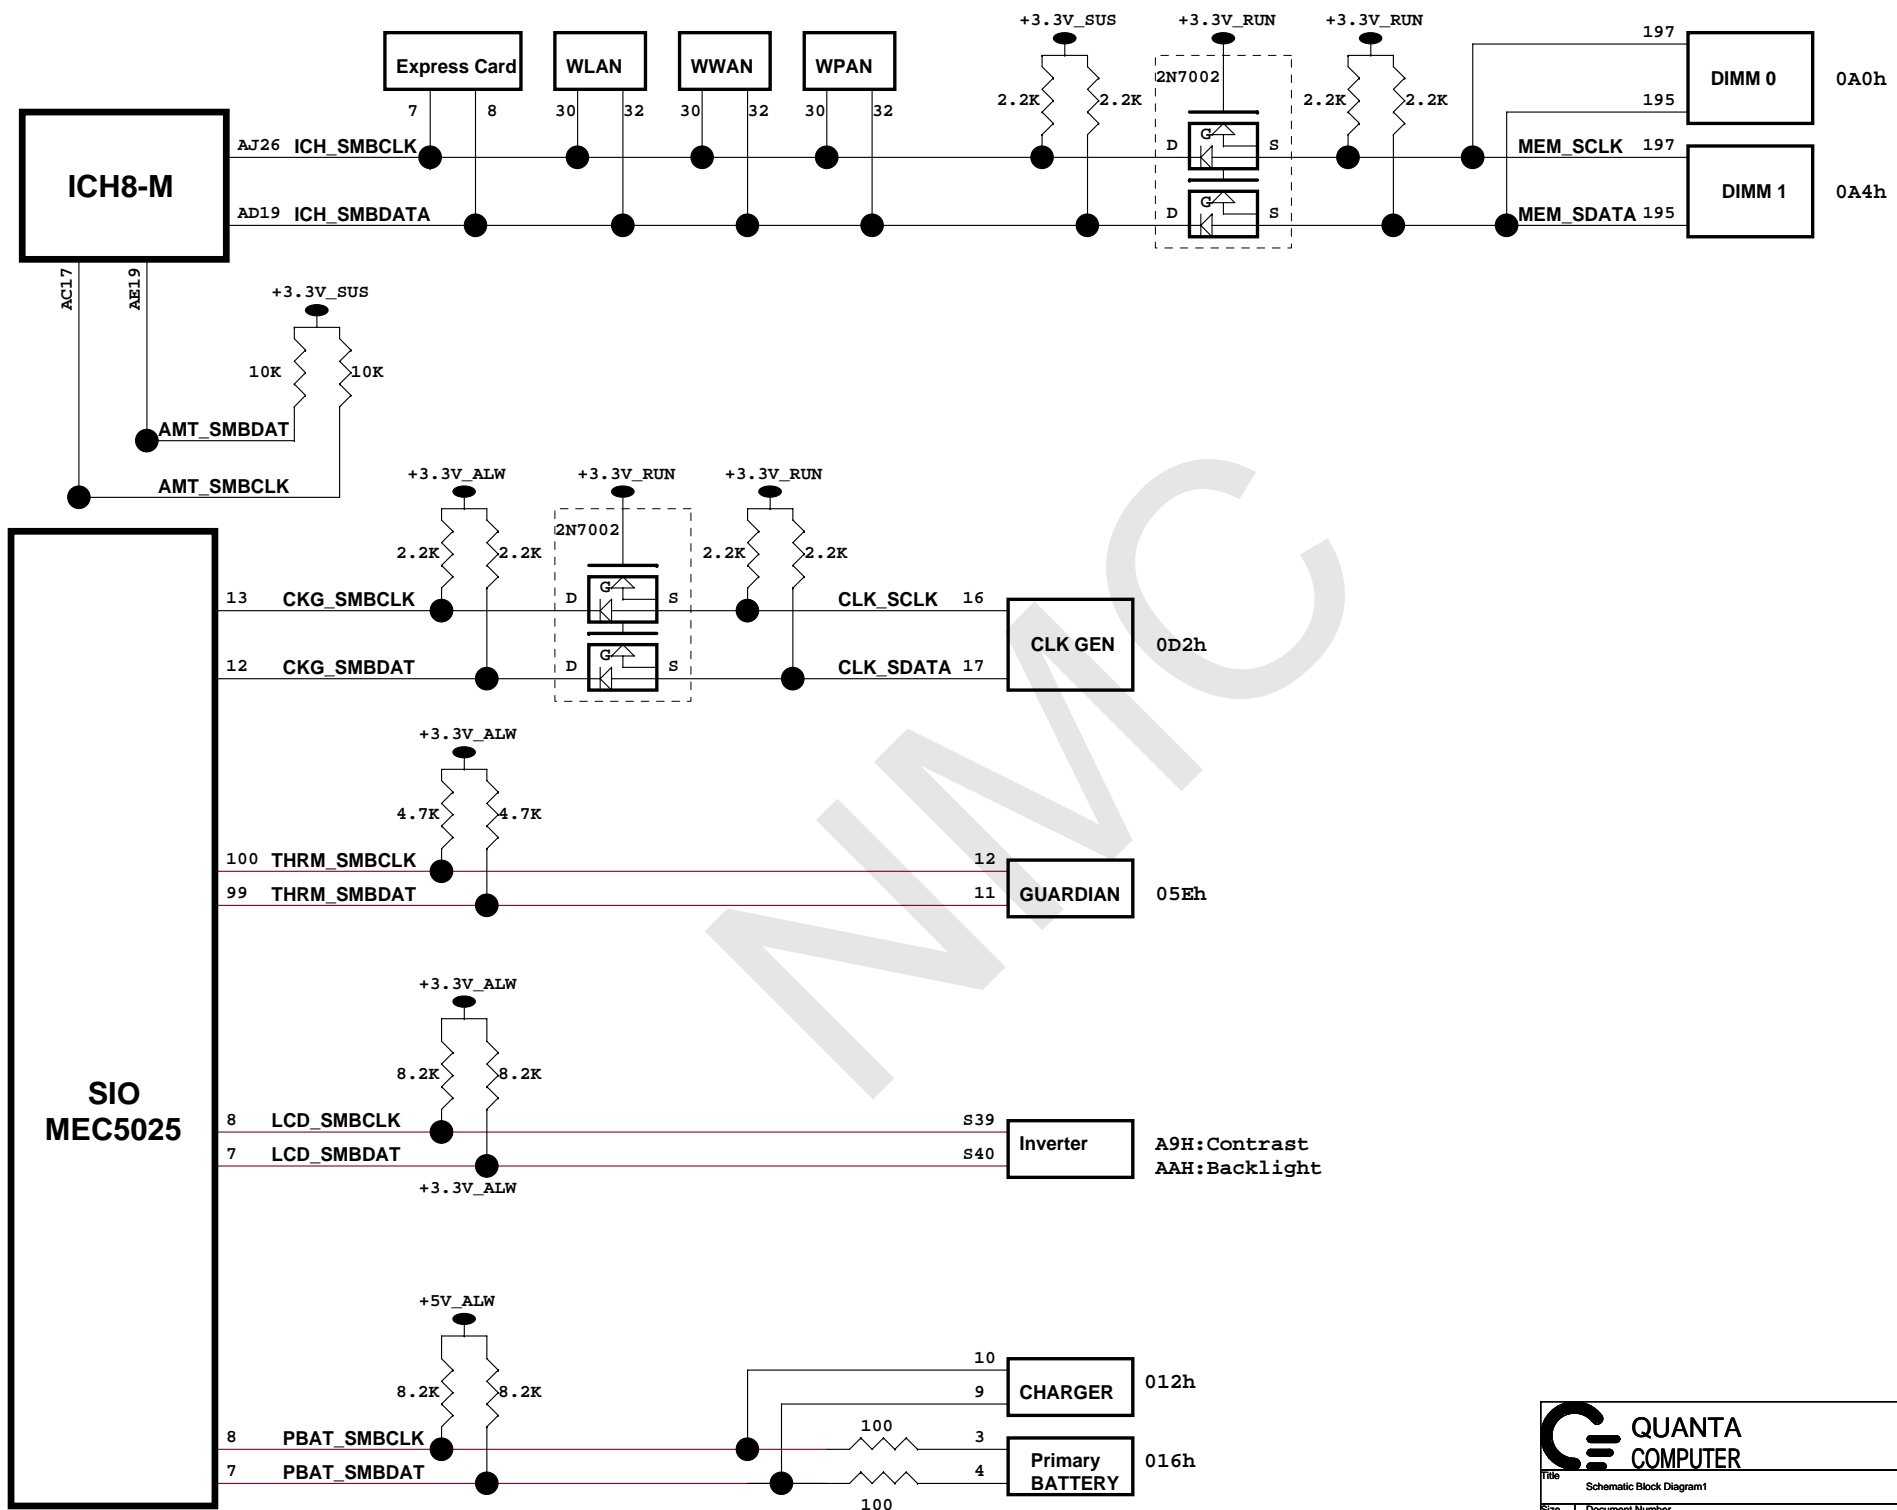 +3.3V_SUS +3.3V_RUN +3.3V_RUN
Express Card WLAN WWAN WPAN
2N7002
197 DIMM 0 0A0h
195
2.2K 2.2K 2.2K 2.2K
7 8 30 32 30 32 30 32
ICH8-M
AJ26 ICH_SMBCLK D G S MEM_SCLK 197
AD19 ICH_SMBDATA D G S MEM_SDATA 195
DIMM 1 0A4h
AC17 AE19
+3.3V_SUS
10K 10K
AMT_SMBDAT
AMT_SMBCLK
+3.3V_ALW +3.3V_RUN +3.3V_RUN
2N7002
2.2K 2.2K 2.2K 2.2K
13 CKG_SMBCLK D G S CLK_SCLK 16
CLK GEN 0D2h
12 CKG_SMBDAT D G S CLK_SDATA 17
+3.3V_ALW
4.7K 4.7K
100 THRM_SMBCLK 12
99 THRM_SMBDAT 11
GUARDIAN 05Eh
NMC
+3.3V_ALW
8.2K 8.2K
SIO
MEC5025
8 LCD_SMBCLK S39
7 LCD_SMBDAT S40
Inverter
A9H:Contrast
AAH:Backlight
+3.3V_ALW
+5V_ALW
8.2K 8.2K
10
9
CHARGER 012h
8 PBAT_SMBCLK 100 3
7 PBAT_SMBDAT 100 4
Primary
BATTERY
016h
QUANTA
COMPUTER
Title
Schematic Block Diagram1
Size Document Number